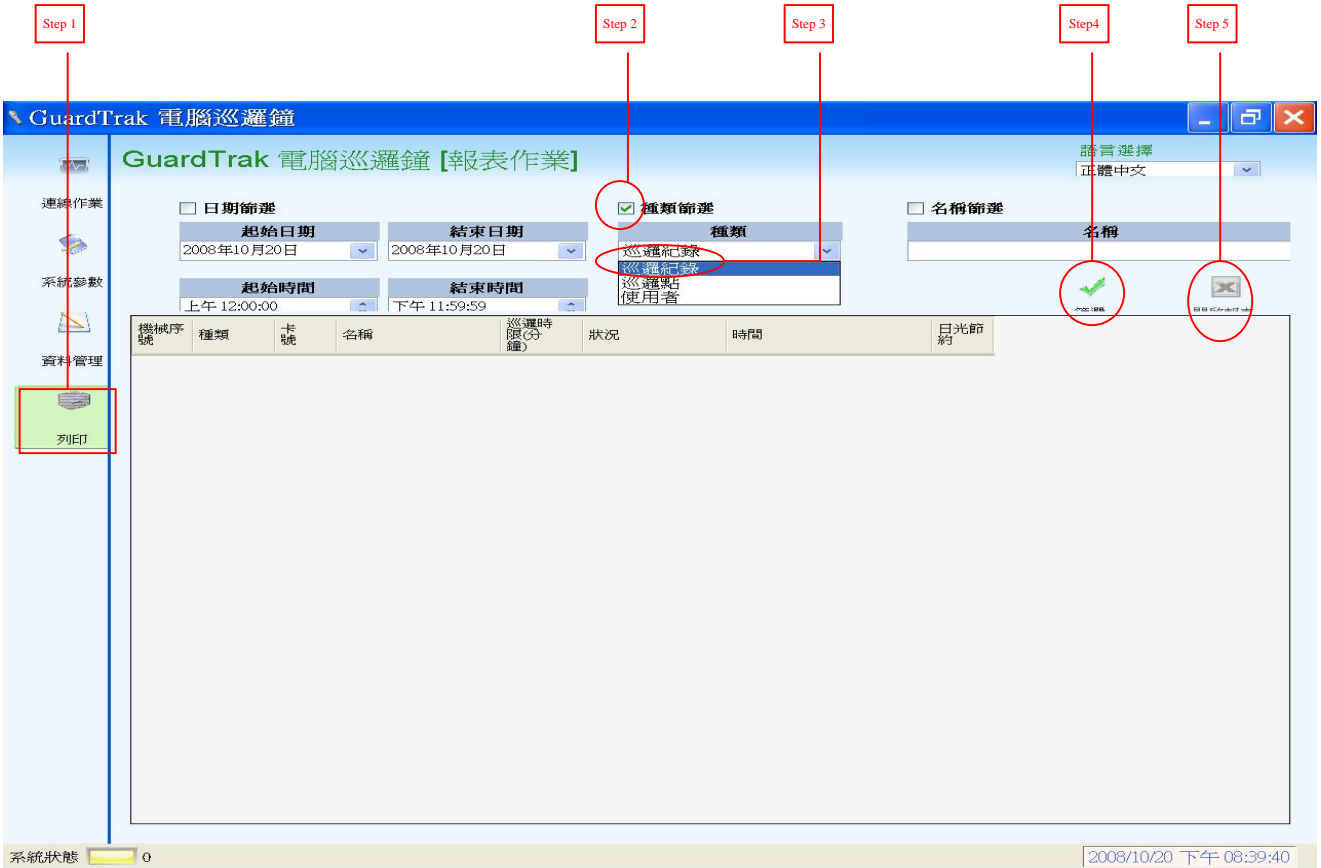 Step 1
Step 2
Step 3
Step4
Step 5
GuardTrak 電腦巡邏鐘
GuardTrak 電腦巡邏鐘 [報表作業]
語言選擇
正體中文
連線作業
系統參數
資料管理
列印
日期篩選
種類篩選
名稱篩選
起始日期 結束日期 種類 名稱
2008年10月20日 2008年10月20日 巡邏紀錄
巡邏紀錄
巡邏點
使用者
起始時間 結束時間
上午 12:00:00 下午 11:59:59
篩選
機械序號 種類 卡號 名稱 巡邏時限(分鐘) 狀況 時間 日光節約
系統狀態 0 2008/10/20 下午 08:39:40